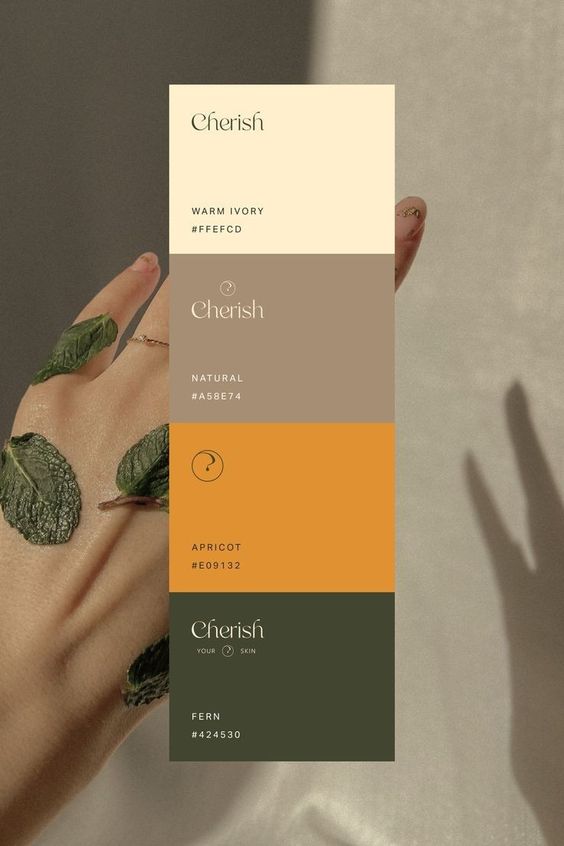 Cherish
WARM IVORY
#FFEFCD
Cherish
NATURAL
#A58E74
APRICOT
#E09132
Cherish
YOUR SKIN
FERN
#424530